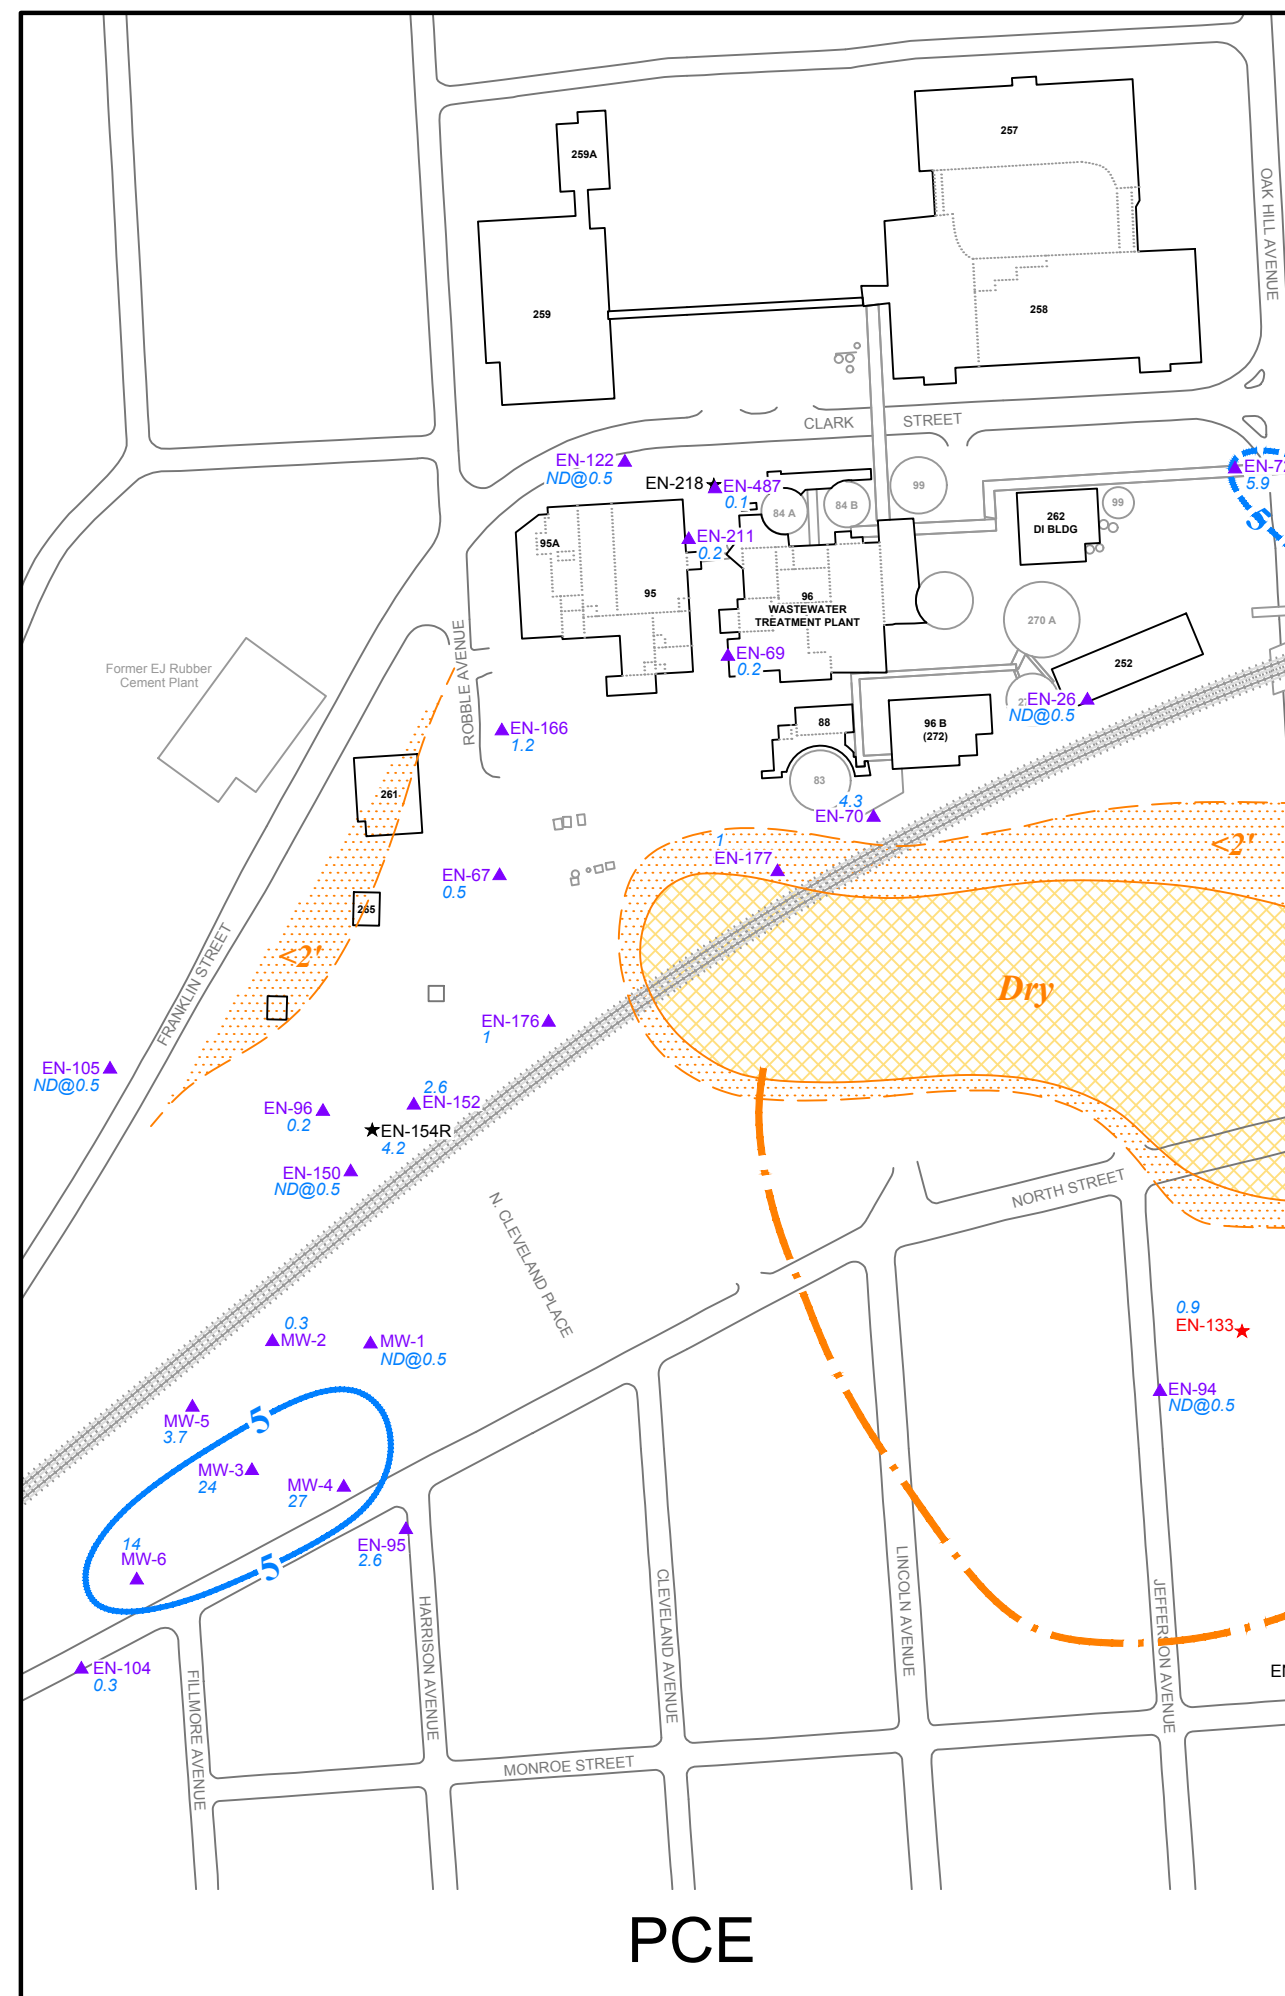 257
259A
OAK HILL AVENUE
259
258
CLARK STREET
EN-122
ND@0.5
EN-218
EN-487
0.1
EN-72
5.9
5
84 A
84 B
99
99
262
DI BLDG
EN-211
0.2
95A
95
96
WASTEWATER
TREATMENT PLANT
270 A
EN-69
0.2
252
Former EJ Rubber
Cement Plant
ROBBLE AVENUE
EN-26
ND@0.5
EN-166
1.2
88
96 B
(272)
83
261
4.3
EN-70
1
EN-177
<2'
EN-67
0.5
265
<2'
Dry
FRANKLIN STREET
EN-176
1
EN-105
ND@0.5
2.6
EN-152
EN-96
0.2
EN-154R
4.2
EN-150
ND@0.5
NORTH STREET
N. CLEVELAND PLACE
0.9
EN-133
0.3
MW-2
MW-1
ND@0.5
EN-94
ND@0.5
MW-5
3.7
5
MW-3
24
MW-4
27
14
MW-6
EN-95
2.6
5
LINCOLN AVENUE
CLEVELAND AVENUE
HARRISON AVENUE
JEFFERSON AVENUE
EN-104
0.3
FILLMORE AVENUE
MONROE STREET
PCE